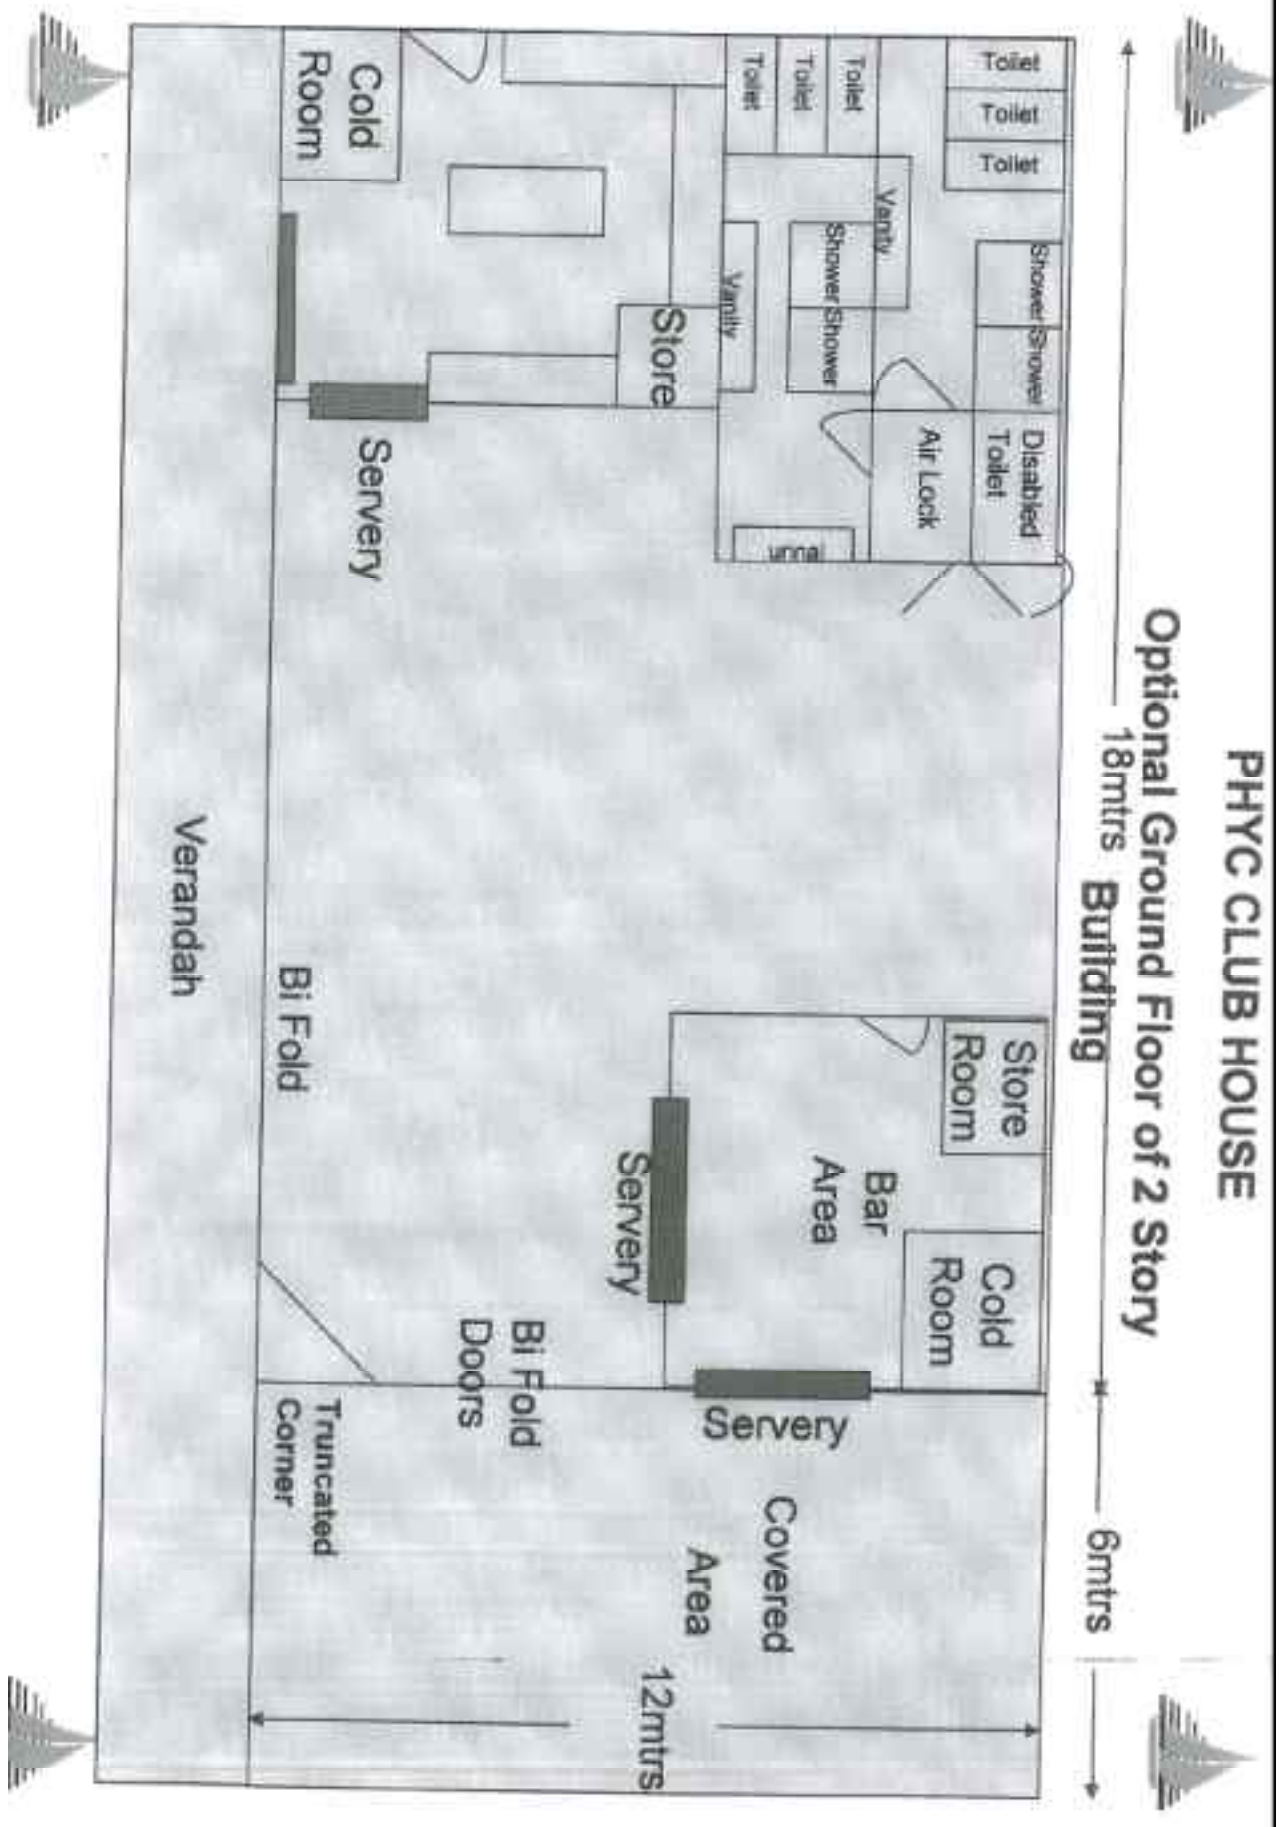 PHYC CLUB HOUSE
Optional Ground Floor of 2 Story
Building
18mtrs
6mtrs
Toilet
Toilet
Toilet
Shower
Shower
Disabled
Toilet
Air Lock
Vanity
Toilet
Toilet
Toilet
Shower
Shower
Vanity
urinal
Store
Room
Cold
Room
Bar
Area
Servery
Servery
Covered
Area
12mtrs
Store
Cold
Room
Servery
Bi Fold
Doors
Bi Fold
Truncated
Corner
Verandah